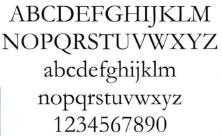 ABCDEFGHIJKLM
NOPQRSTUVWXYZ
abcdefghijklm
nopqrstuvwxyz
1234567890